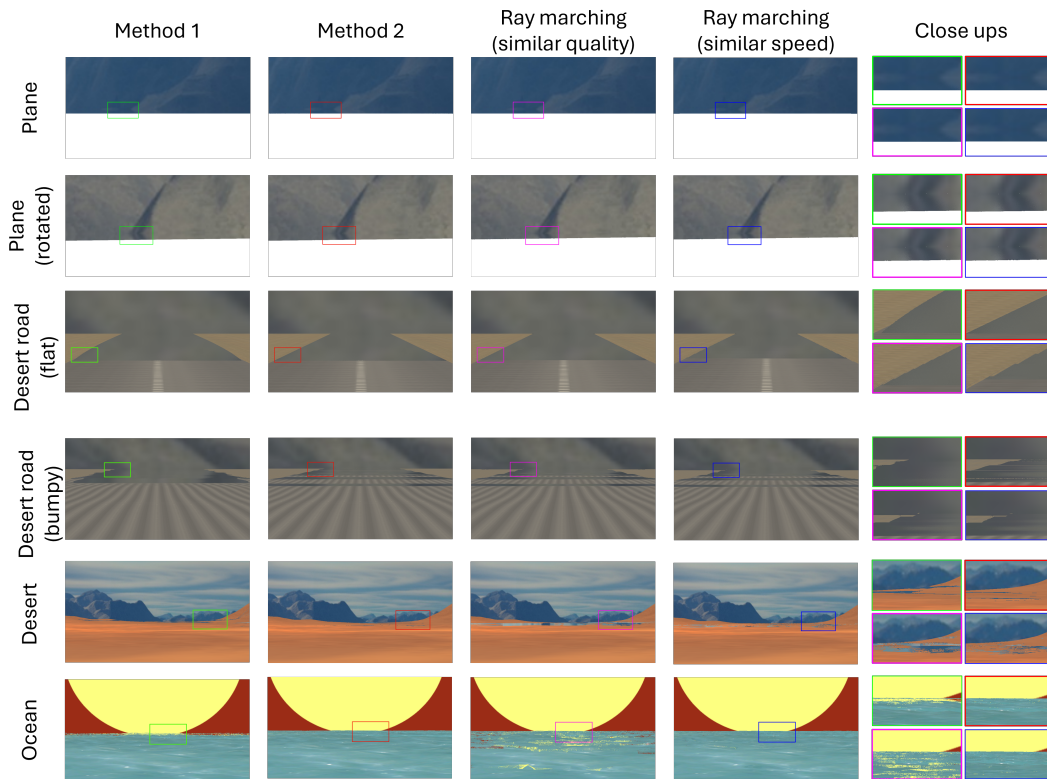 Method 1
Method 2
Ray marching
(similar quality)
Ray marching
(similar speed)
Close ups
Plane
Plane
(rotated)
Desert road
(flat)
Desert road
(bumpy)
Desert
Ocean